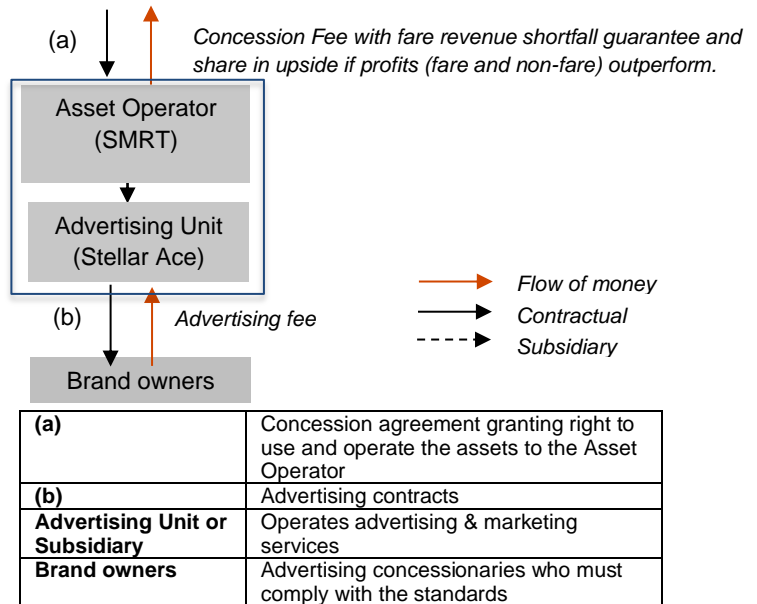 (a)
Concession Fee with fare revenue shortfall guarantee and
share in upside if profits (fare and non-fare) outperform.
Asset Operator
(SMRT)
Advertising Unit
(Stellar Ace)
(b)
Advertising fee
Brand owners
Flow of money
Contractual
Subsidiary
(a)
Concession agreement granting right to
use and operate the assets to the Asset
Operator
(b)
Advertising contracts
Advertising Unit or
Subsidiary
Operates advertising & marketing
services
Brand owners
Advertising concessionaries who must
comply with the standards